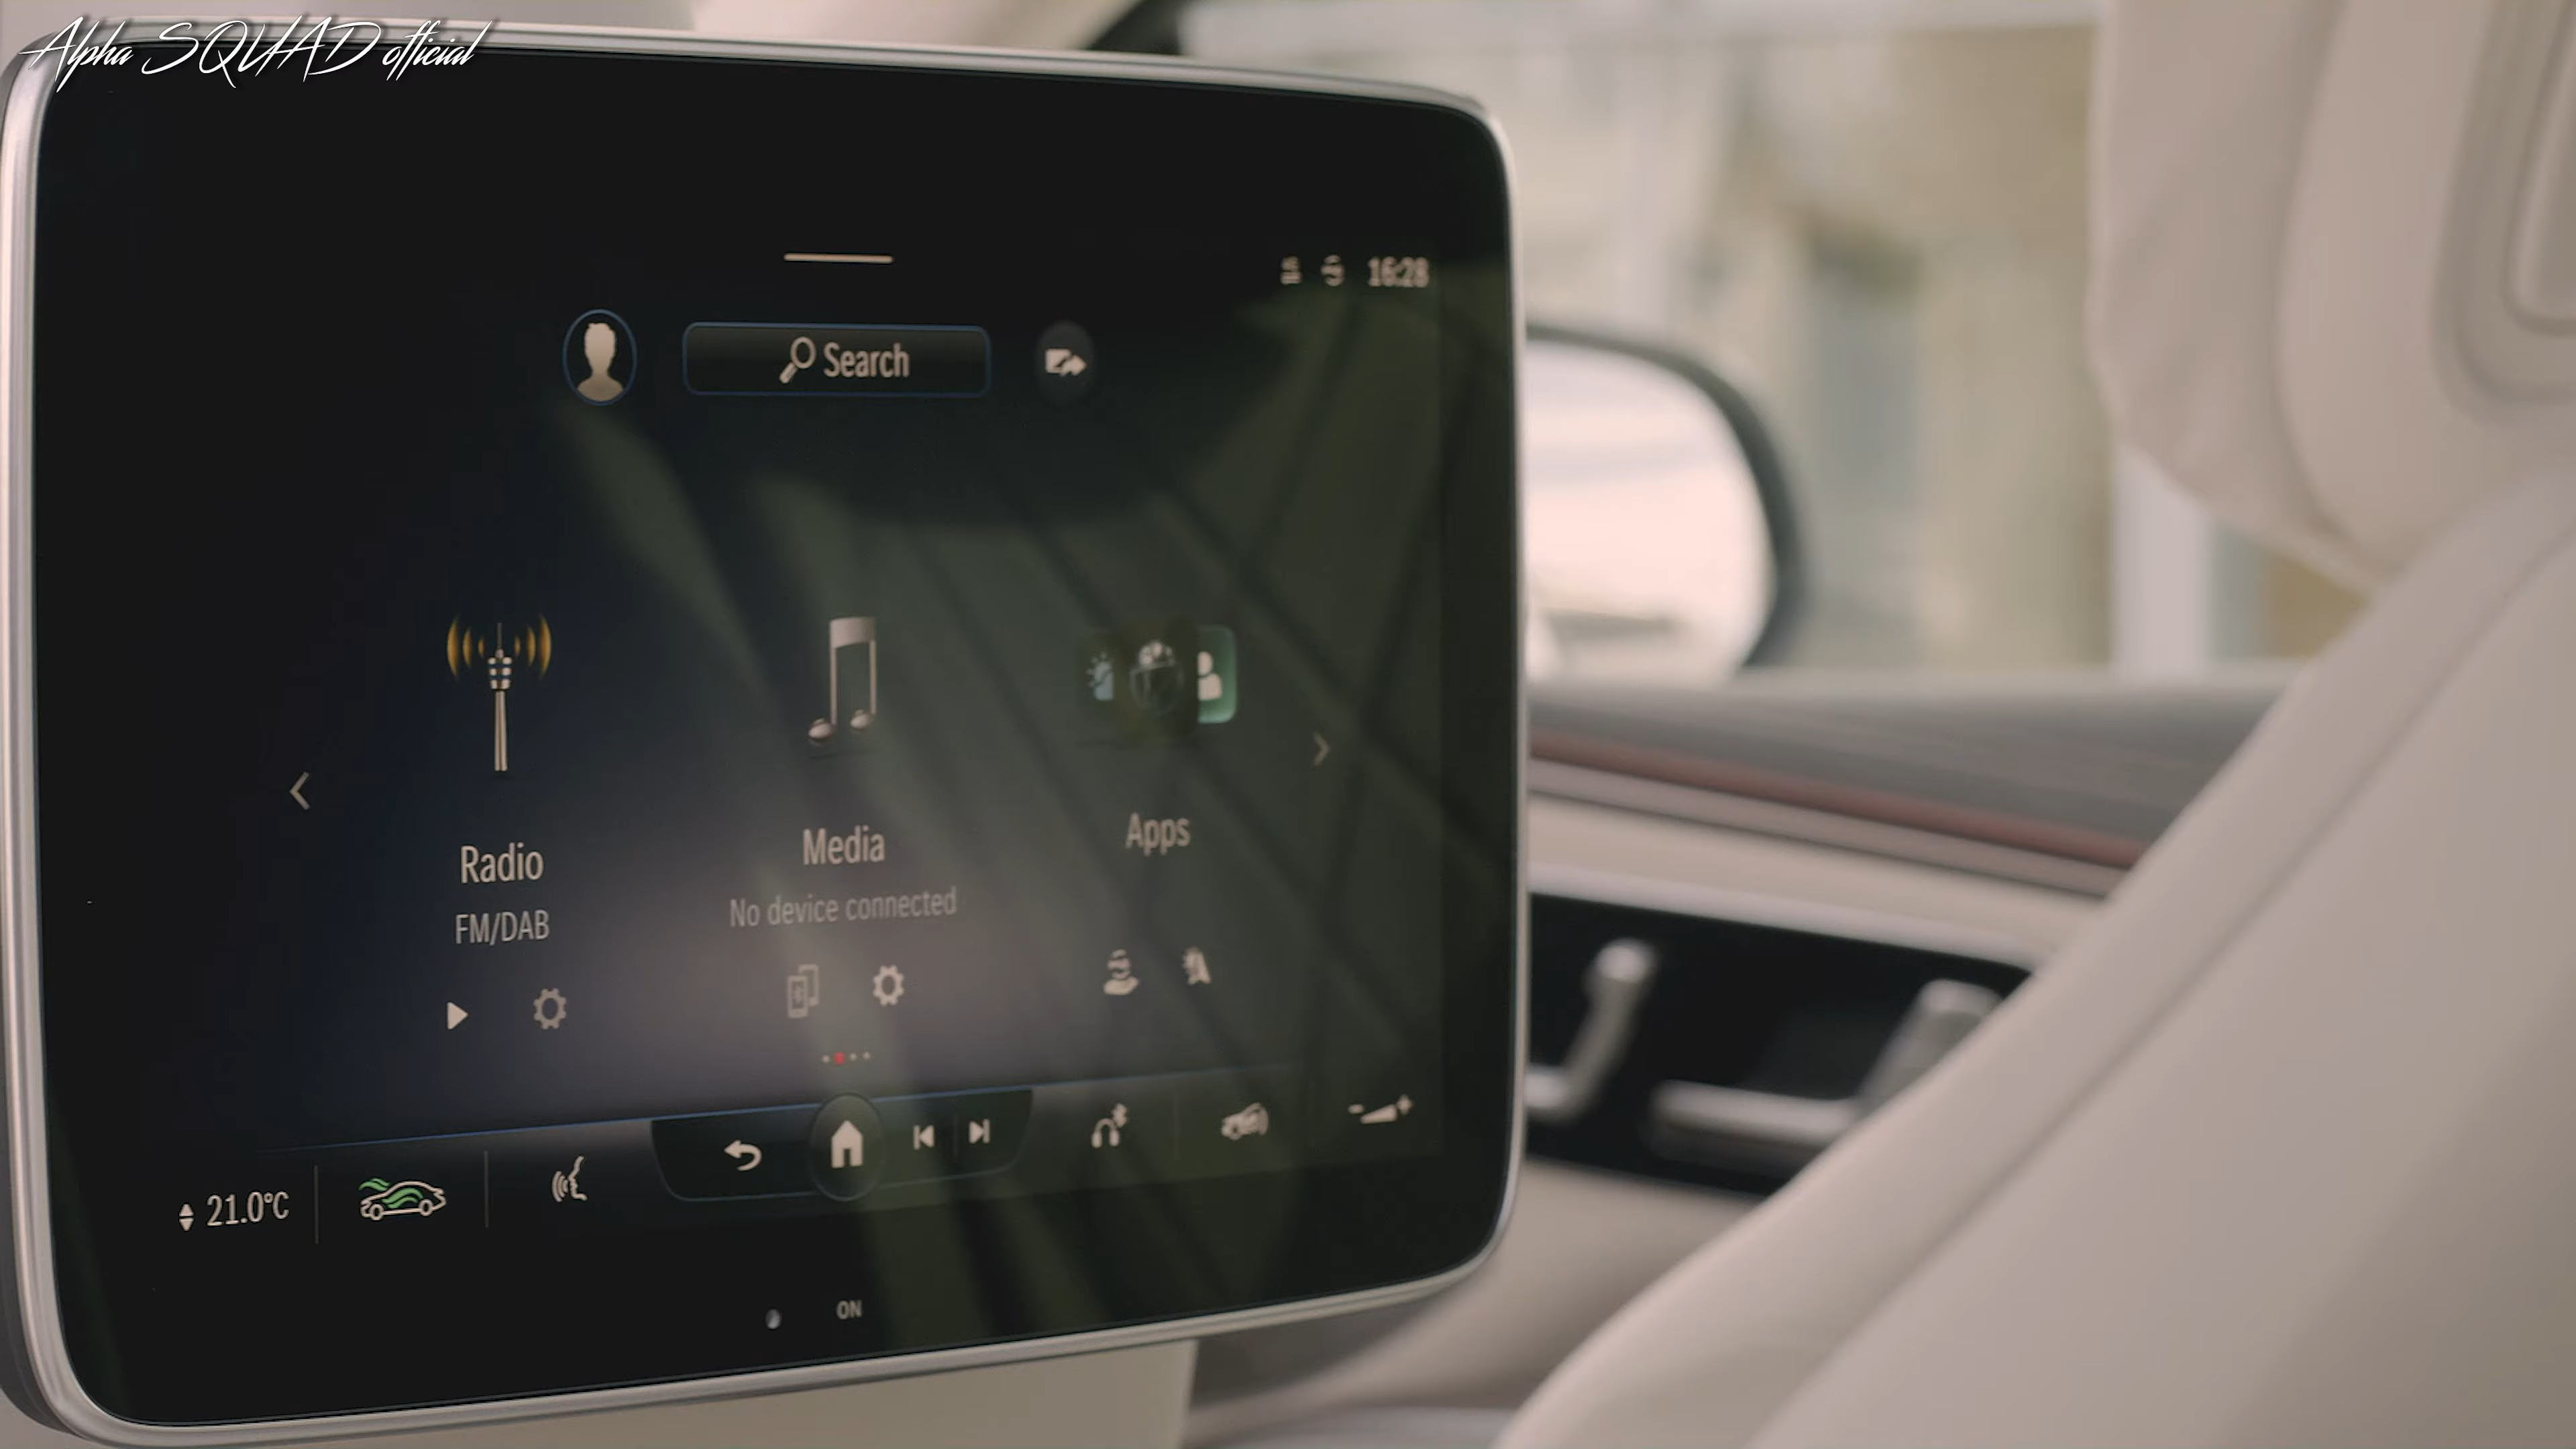 Alpha SQUAD official
16:28
Search
Radio
Media
Apps
FM/DAB
No device connected
21.0°C
ON